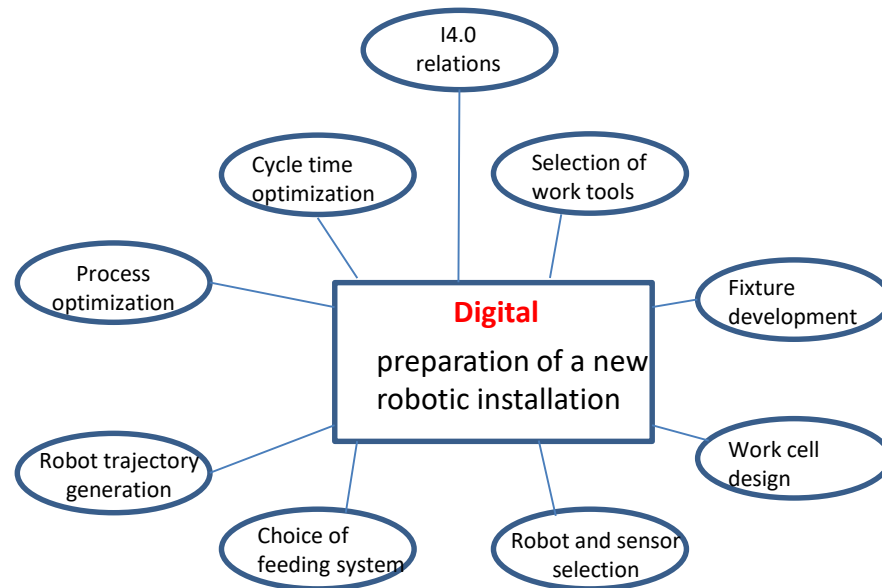 I4.0
relations
Cycle time
optimization
Selection of
work tools
Process
optimization
Digital
preparation of a new
robotic installation
Fixture
development
Robot trajectory
generation
Work cell
design
Choice of
feeding system
Robot and sensor
selection